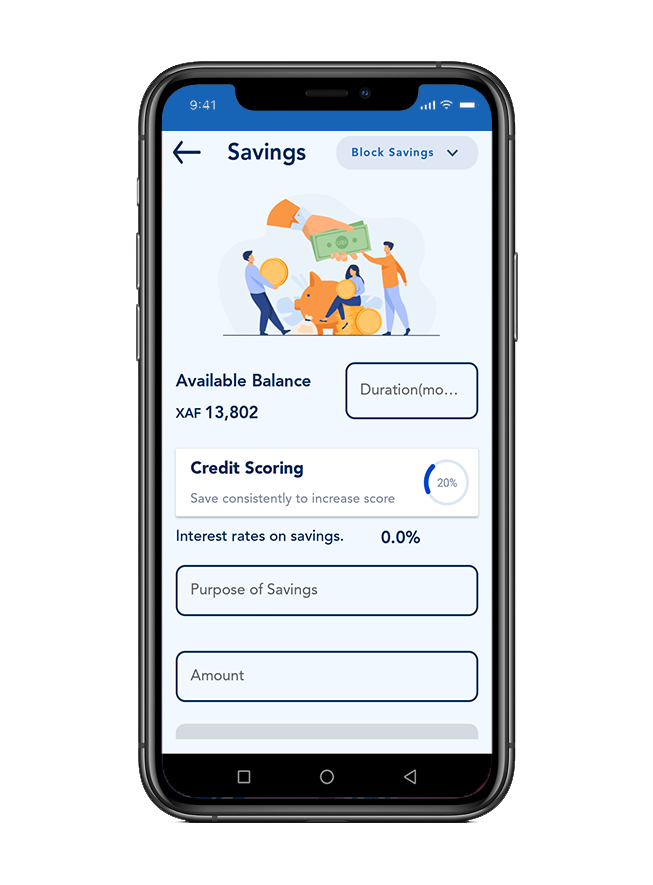 9:41
Savings
Block Savings
Available Balance
XAF 13,802
Duration(mo…
Credit Scoring
Save consistently to increase score
20%
Interest rates on savings.
0.0%
Purpose of Savings
Amount